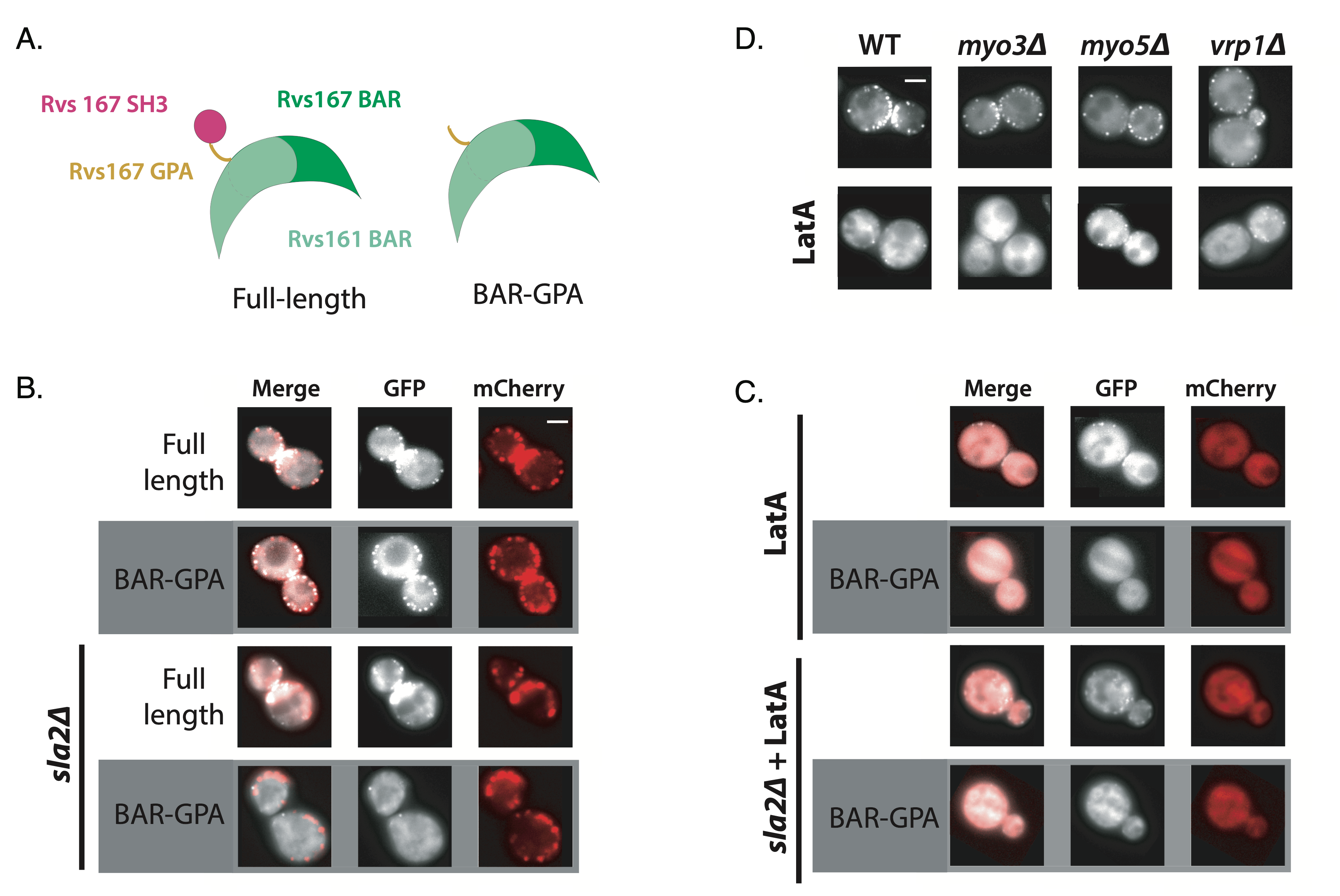 A.
Rvs 167 SH3
Rvs167 BAR
Rvs167 GPA
Rvs161 BAR
Full-length
BAR-GPA
D.
WT
myo3Δ
myo5Δ
vrp1Δ
LatA
B.
Merge
GFP
mCherry
Full
length
BAR-GPA
sla2Δ
Full
length
BAR-GPA
C.
Merge
GFP
mCherry
LatA
BAR-GPA
sla2Δ + LatA
BAR-GPA